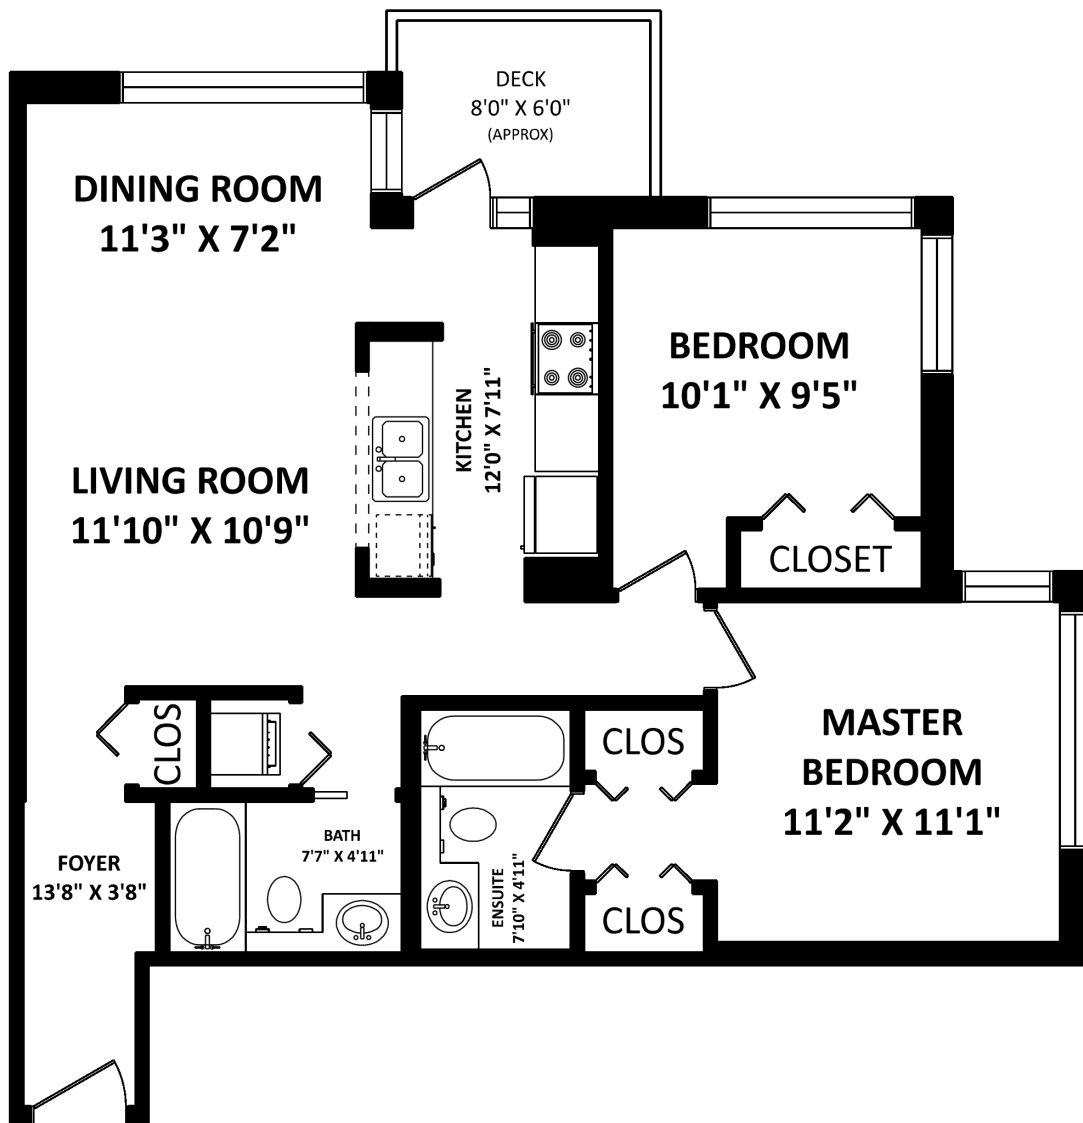 DECK
8'0" X 6'0"
(APPROX)
DINING ROOM
11'3" X 7'2"
BEDROOM
10'1" X 9'5"
KITCHEN
12'0" X 7'11"
LIVING ROOM
11'10" X 10'9"
CLOSET
CLOS
CLOS
MASTER
BEDROOM
11'2" X 11'1"
BATH
7'7" X 4'11"
FOYER
13'8" X 3'8"
ENSUITE
7'10" X 4'11"
CLOS